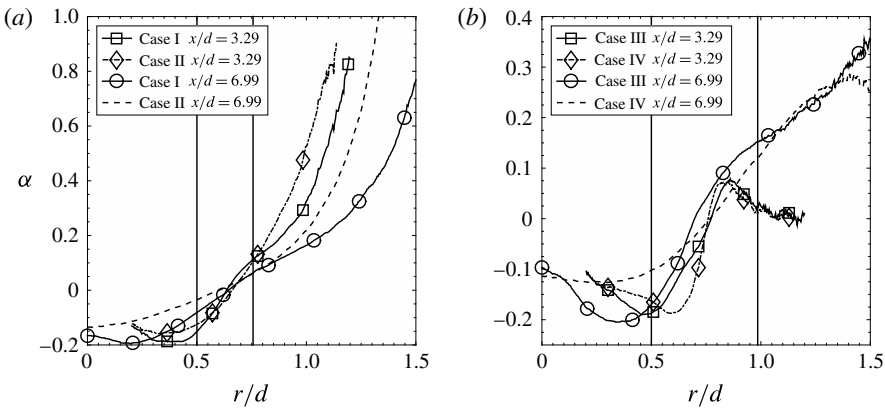 (a)
1.0
0.8
0.6
0.4
0.2
0
−0.2
α
0
0.5
1.0
1.5
r/d
Case I x/d = 3.29
Case II x/d = 3.29
Case I x/d = 6.99
Case II x/d = 6.99
(b)
0.4
0.3
0.2
0.1
0
−0.1
−0.2
0
0.5
1.0
1.5
r/d
Case III x/d = 3.29
Case IV x/d = 3.29
Case III x/d = 6.99
Case IV x/d = 6.99